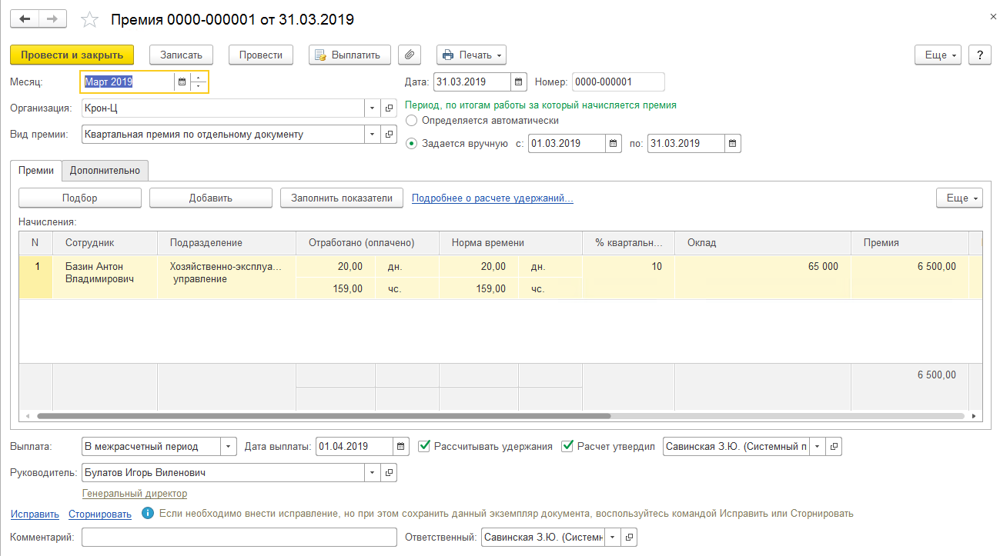 Премия 0000-000001 от 31.03.2019
Провести и закрыть Записать Провести Выплатить Печать Еще ?
Месяц: Март 2019 Дата: 31.03.2019 Номер: 0000-000001
Организация: Крон-Ц Период, по итогам работы за который начисляется премия
Определяется автоматически
Вид премии: Квартальная премия по отдельному документу Задается вручную с: 01.03.2019 по: 31.03.2019
Премии Дополнительно
Подбор Добавить Заполнить показатели Подробнее о расчете удержаний... Еще
Начисления:
N Сотрудник Подразделение Отработано (оплачено) Норма времени % квартальн... Оклад Премия
1 Базин Антон Хозяйственно-эксплуа... 20,00 дн. 20,00 дн. 10 65 000 6 500,00
Владимирович управление
159,00 чс. 159,00 чс.
6 500,00
Выплата: В межрасчетный период Дата выплаты: 01.04.2019 Рассчитывать удержания Расчет утвердил Савинская З.Ю. (Системный п
Руководитель: Булатов Игорь Виленович
Генеральный директор
Исправить Сторнировать Если необходимо внести исправление, но при этом сохранить данный экземпляр документа, воспользуйтесь командой Исправить или Сторнировать
Комментарий: Ответственный: Савинская З.Ю. (Системн